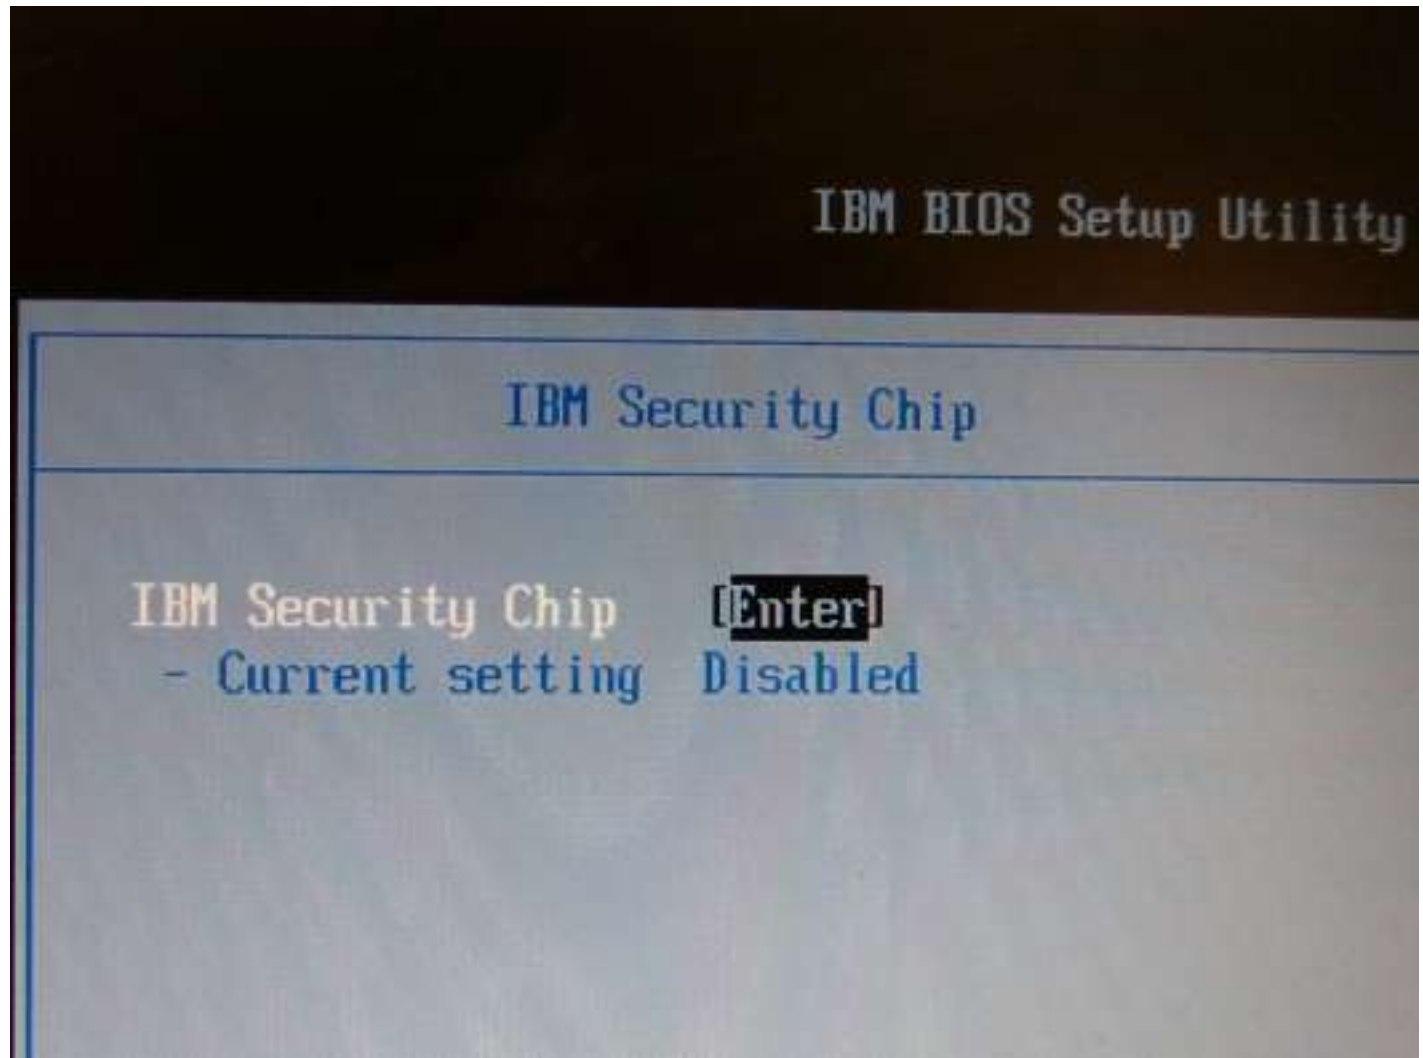 IBM BIOS Setup Utility
IBM Security Chip
IBM Security Chip [Enter]
- Current setting Disabled